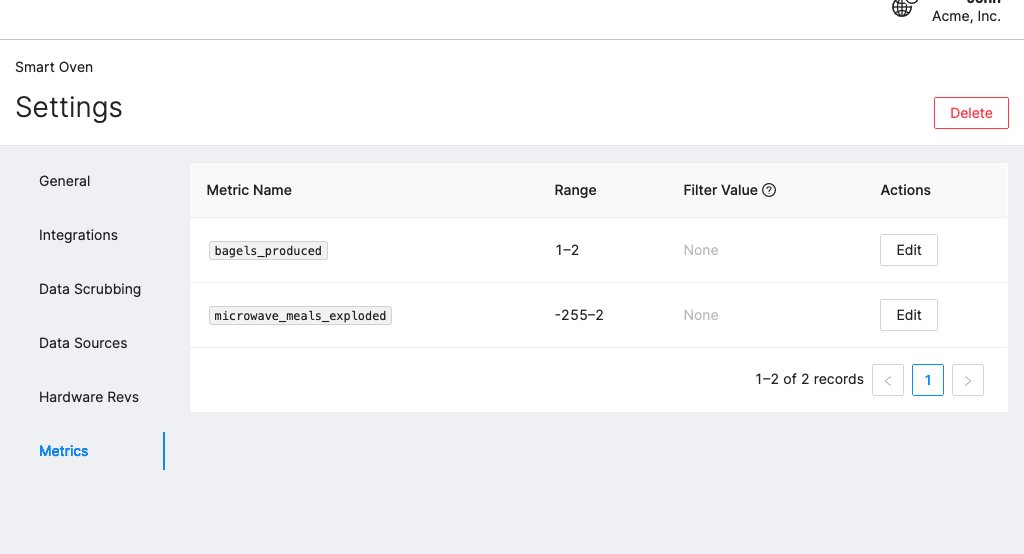 Acme, Inc.
Smart Oven
Settings
Delete
General
Integrations
Data Scrubbing
Data Sources
Hardware Revs
Metrics
Metric Name Range Filter Value Actions
bagels_produced 1–2 None Edit
microwave_meals_exploded -255–2 None Edit
1–2 of 2 records < 1 >